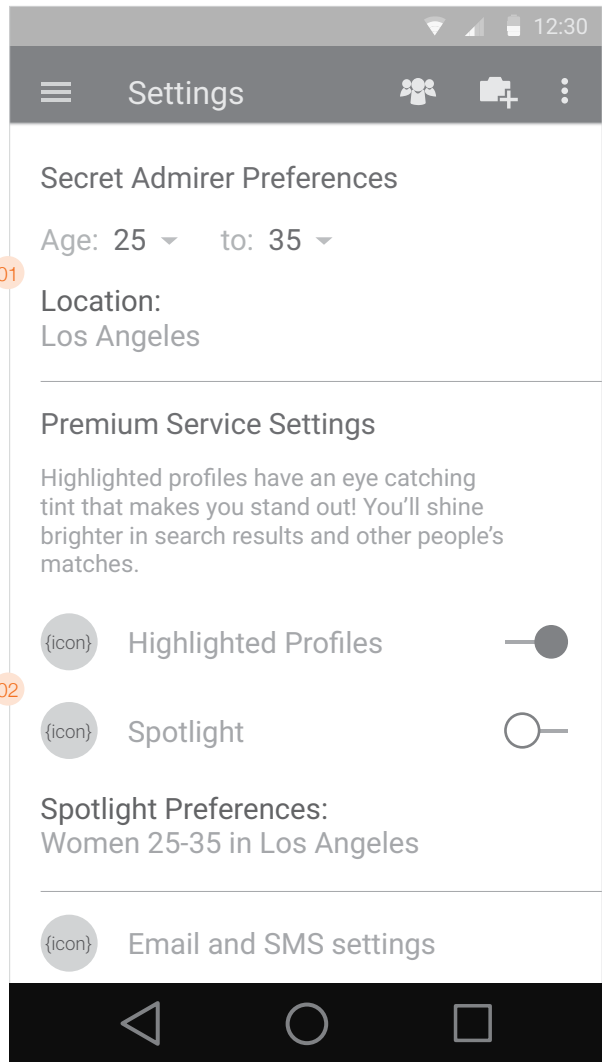 12:30
Settings
Secret Admirer Preferences
Age: 25 to: 35
01
Location:
Los Angeles
Premium Service Settings
Highlighted profiles have an eye catching
tint that makes you stand out! You’ll shine
brighter in search results and other people’s
matches.
{icon} Highlighted Profiles
02
{icon} Spotlight
Spotlight Preferences:
Women 25-35 in Los Angeles
{icon} Email and SMS settings